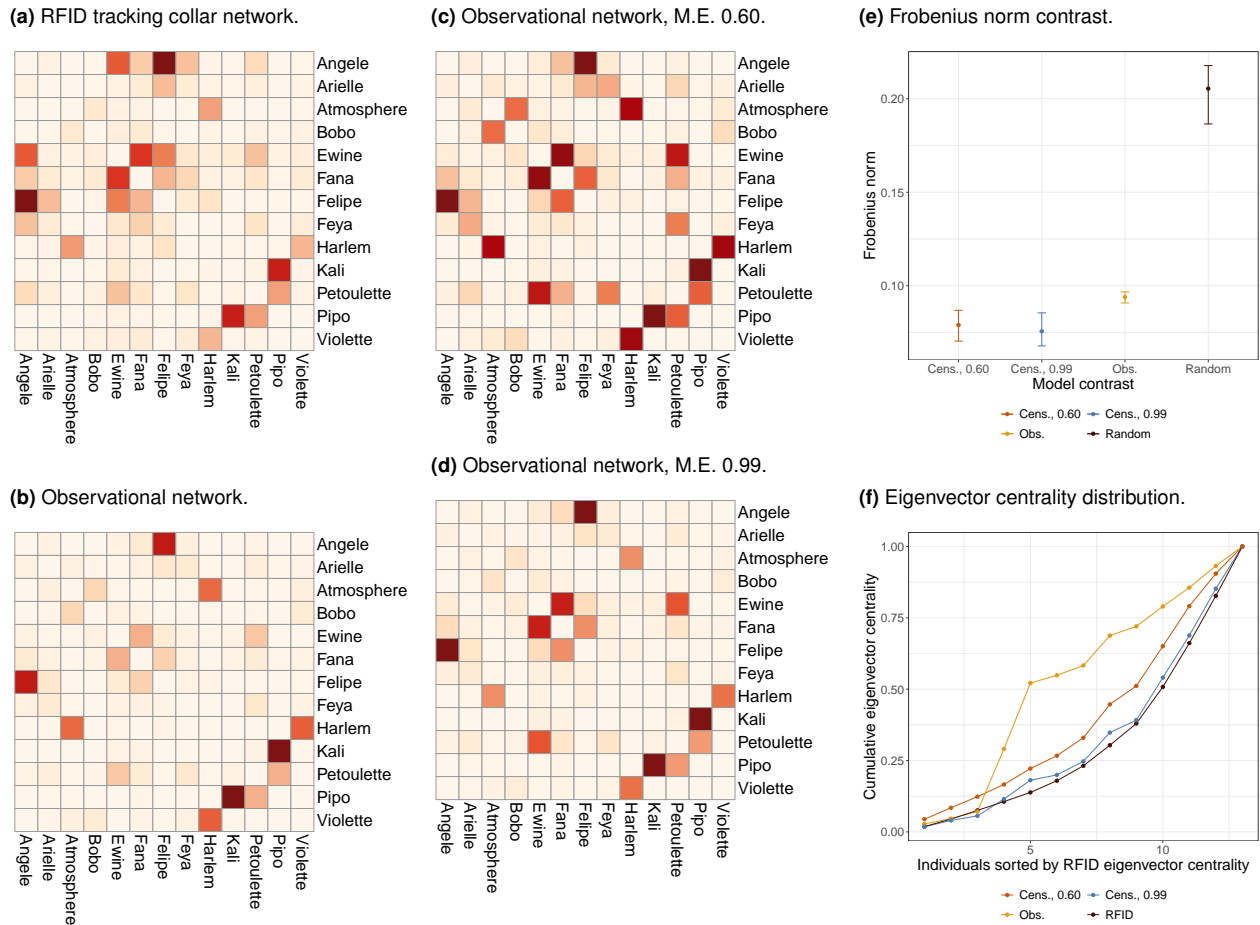 (a) RFID tracking collar network.
Angele
Arielle
Atmosphere
Bobo
Ewine
Fana
Felipe
Feya
Harlem
Kali
Petoulette
Pipo
Violette
Angele
Arielle
Atmosphere
Bobo
Ewine
Fana
Felipe
Feya
Harlem
Kali
Petoulette
Pipo
Violette
(b) Observational network.
Angele
Arielle
Atmosphere
Bobo
Ewine
Fana
Felipe
Feya
Harlem
Kali
Petoulette
Pipo
Violette
Angele
Arielle
Atmosphere
Bobo
Ewine
Fana
Felipe
Feya
Harlem
Kali
Petoulette
Pipo
Violette
(c) Observational network, M.E. 0.60.
Angele
Arielle
Atmosphere
Bobo
Ewine
Fana
Felipe
Feya
Harlem
Kali
Petoulette
Pipo
Violette
Angele
Arielle
Atmosphere
Bobo
Ewine
Fana
Felipe
Feya
Harlem
Kali
Petoulette
Pipo
Violette
(d) Observational network, M.E. 0.99.
Angele
Arielle
Atmosphere
Bobo
Ewine
Fana
Felipe
Feya
Harlem
Kali
Petoulette
Pipo
Violette
Angele
Arielle
Atmosphere
Bobo
Ewine
Fana
Felipe
Feya
Harlem
Kali
Petoulette
Pipo
Violette
(e) Frobenius norm contrast.
Frobenius norm
0.20
0.15
0.10
Cens., 0.60 Cens., 0.99 Obs. Random
Model contrast
Cens., 0.60 Cens., 0.99
Obs. Random
(f) Eigenvector centrality distribution.
Cumulative eigenvector centrality
1.00
0.75
0.50
0.25
0.00
5 10
Individuals sorted by RFID eigenvector centrality
Cens., 0.60 Cens., 0.99
Obs. RFID